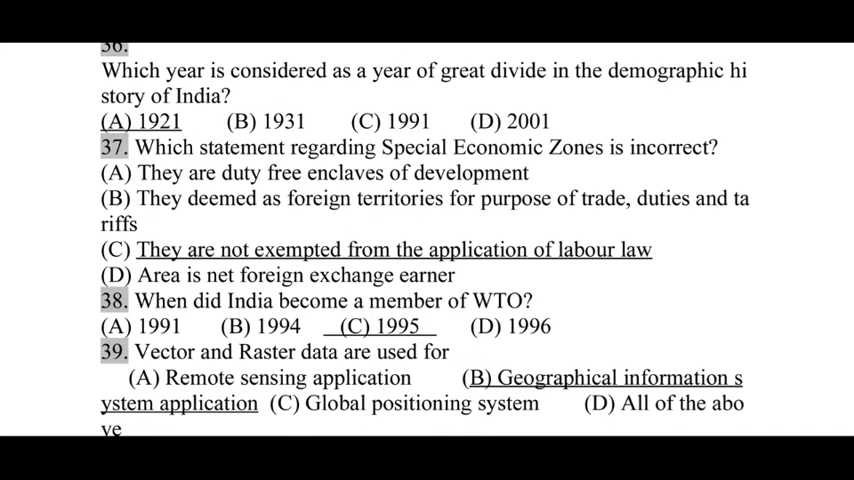 36.
Which year is considered as a year of great divide in the demographic hi
story of India?
(A) 1921 (B) 1931 (C) 1991 (D) 2001
37. Which statement regarding Special Economic Zones is incorrect?
(A) They are duty free enclaves of development
(B) They deemed as foreign territories for purpose of trade, duties and ta
riffs
(C) They are not exempted from the application of labour law
(D) Area is net foreign exchange earner
38. When did India become a member of WTO?
(A) 1991 (B) 1994 (C) 1995 (D) 1996
39. Vector and Raster data are used for
(A) Remote sensing application (B) Geographical information s
ystem application (C) Global positioning system (D) All of the abo
ve